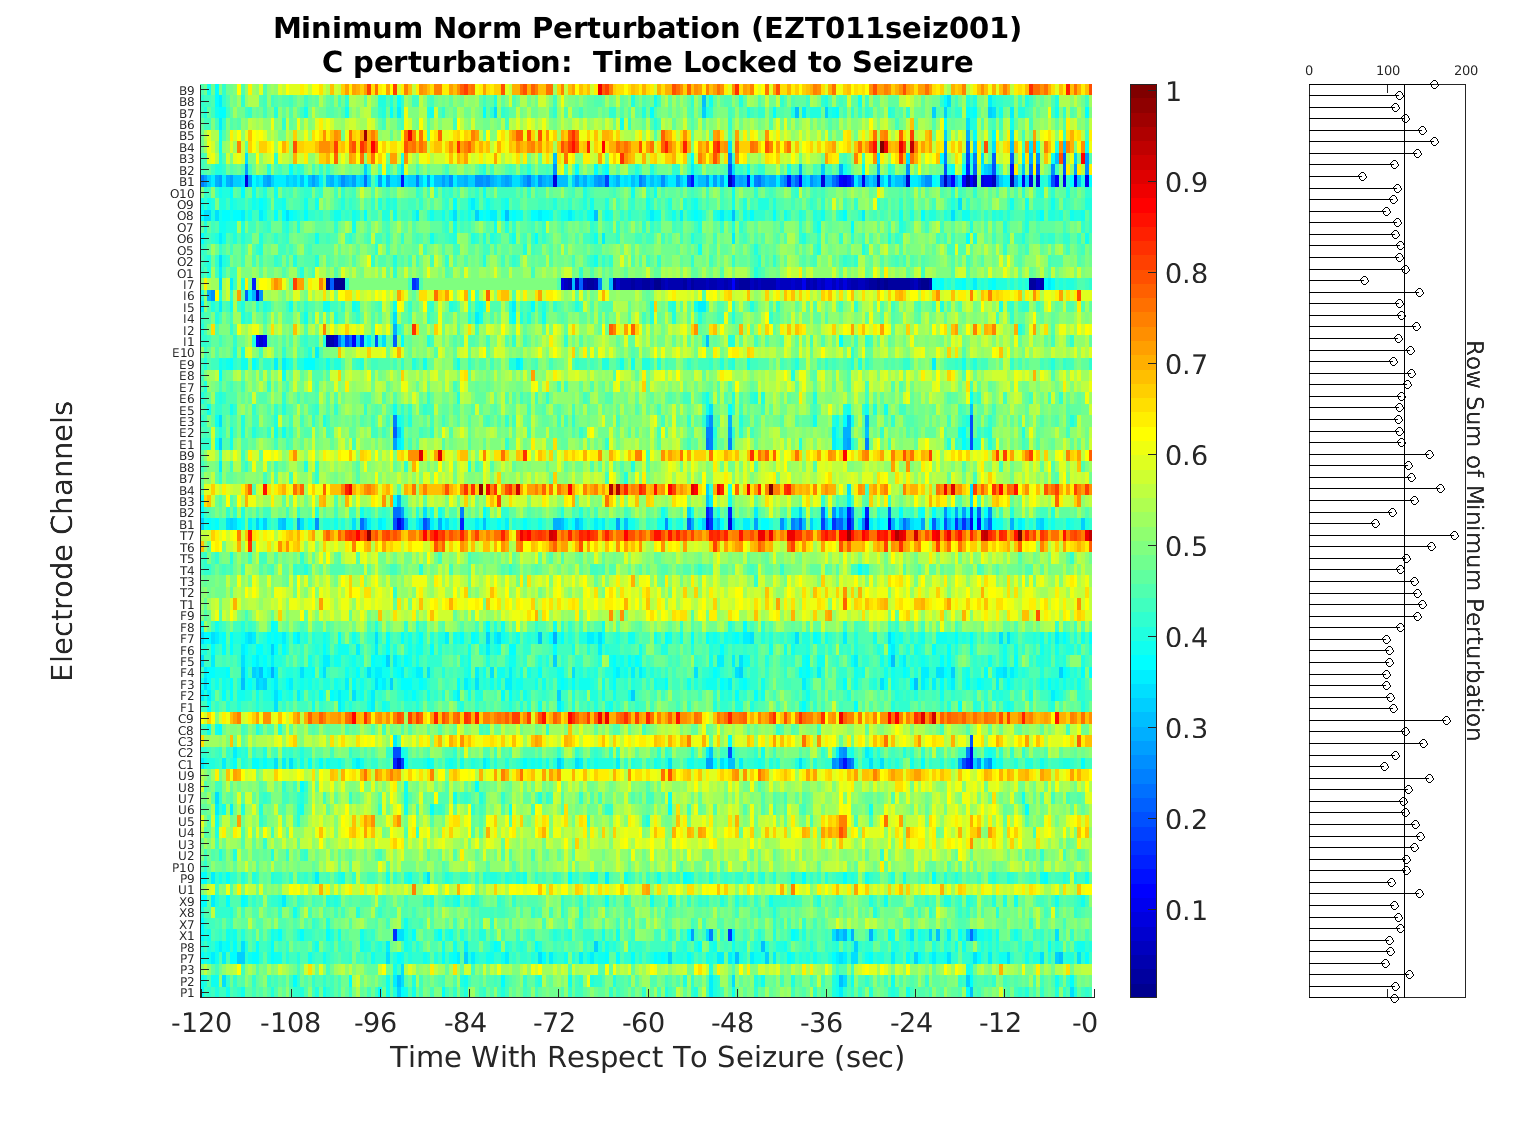 Minimum Norm Perturbation (EZT011seiz001)
C perturbation:  Time Locked to Seizure
Electrode Channels
B9
B8
B7
B6
B5
B4
B3
B2
B1
O10
O9
O8
O7
O6
O5
O2
O1
I7
I6
I5
I4
I2
I1
E10
E9
E8
E7
E6
E5
E3
E2
E1
B9
B8
B7
B4
B3
B2
B1
T7
T6
T5
T4
T3
T2
T1
F9
F8
F7
F6
F5
F4
F3
F2
F1
C9
C8
C3
C2
C1
U9
U8
U7
U6
U5
U4
U3
U2
P10
P9
U1
X9
X8
X7
X1
P8
P7
P3
P2
P1
-120 -108 -96 -84 -72 -60 -48 -36 -24 -12 -0
Time With Respect To Seizure (sec)
1
0.9
0.8
0.7
0.6
0.5
0.4
0.3
0.2
0.1
0 100 200
Row Sum of Minimum Perturbation